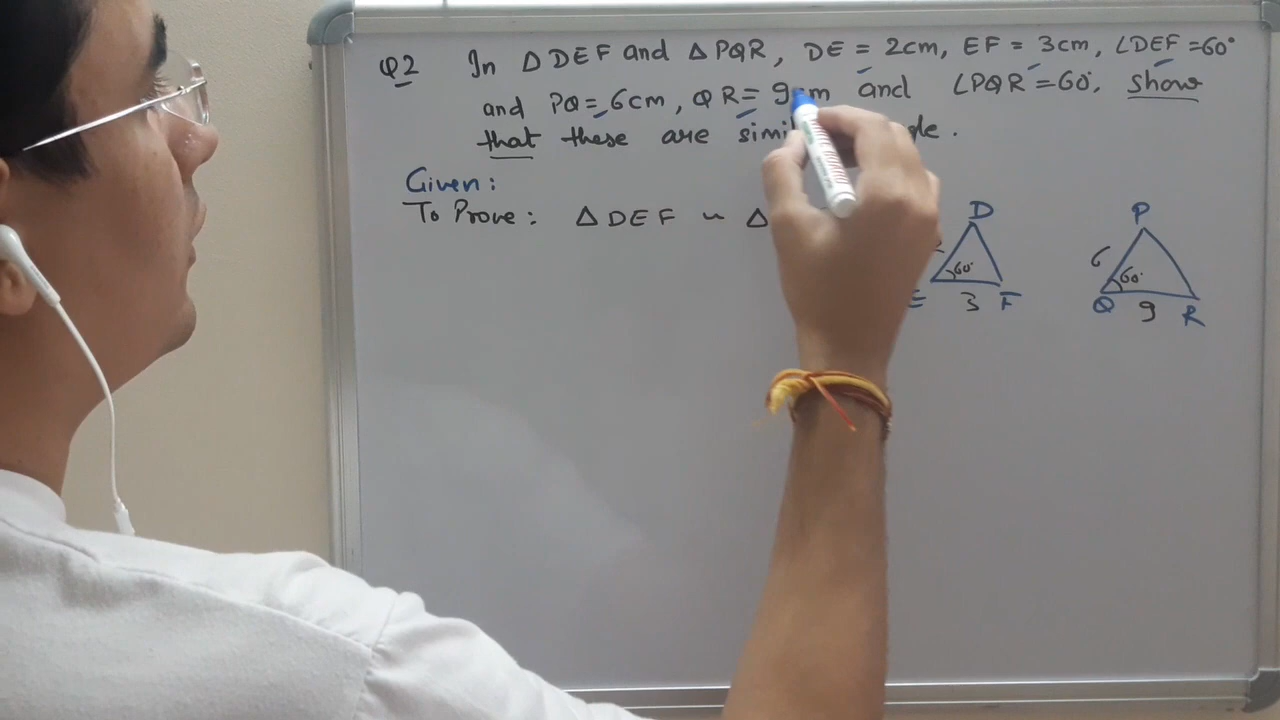 Q2 In △DEF and △PQR, DE = 2cm, EF = 3cm, ∠DEF =60°
and PQ= 6cm, QR= 9cm and ∠PQR =60°. Show
that these are
Given:
To Prove: △DEF ~ △
D
60°
E 3 F
P
6
60°
Q 9 R